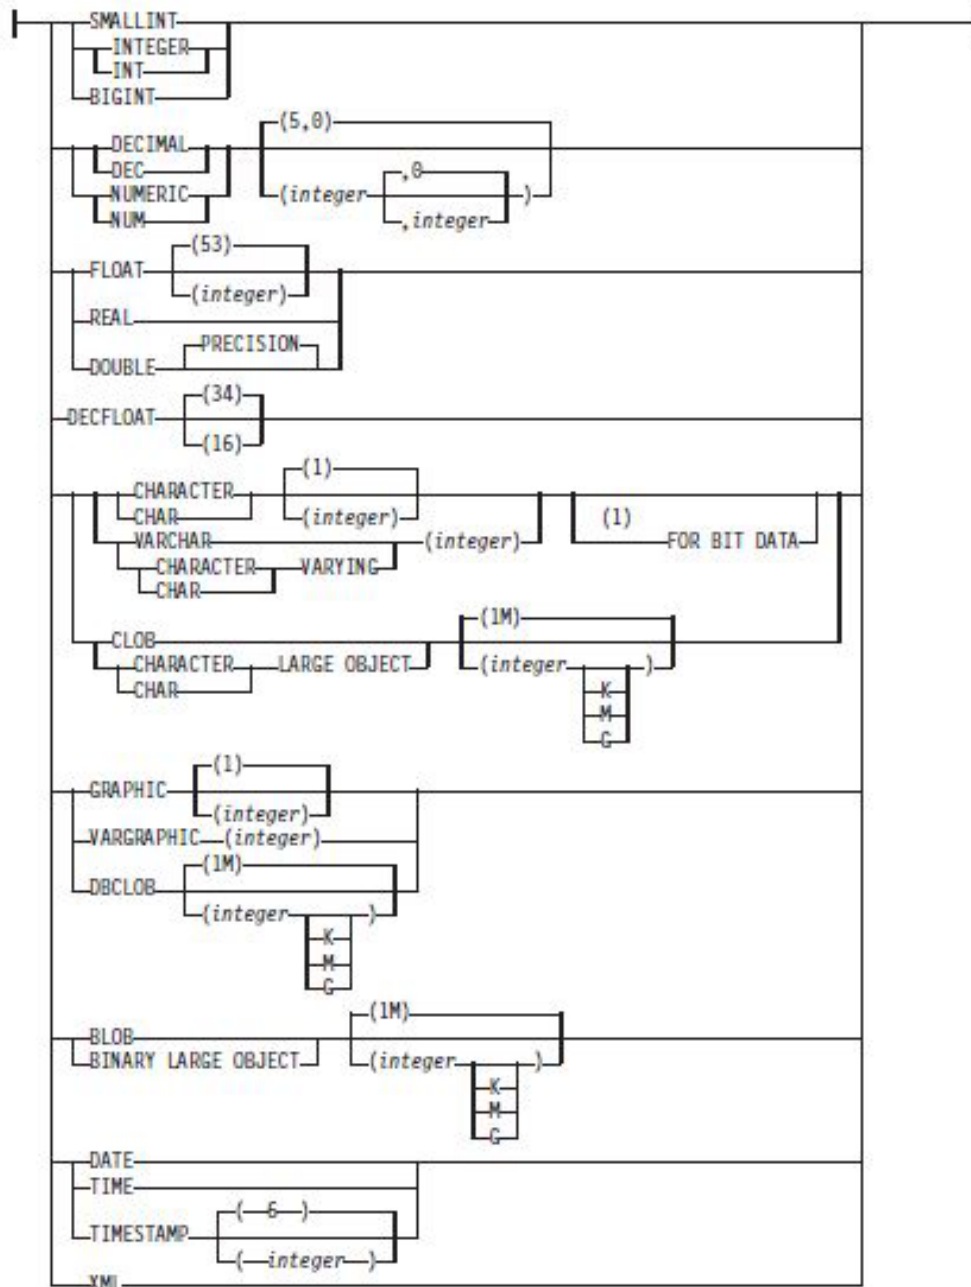 SMALLINT
INTEGER
INT
BIGINT
(5,0)
DECIMAL
DEC
,0
NUMERIC
(integer )
NUM
,integer
(53)
FLOAT
(integer)
REAL
PRECISION
DOUBLE
(34)
DECFLOAT
(16)
(1)
CHARACTER
CHAR
(integer)
(1)
VARCHAR
(integer)
FOR BIT DATA
CHARACTER VARYING
CHAR
(1M)
CLOB
CHARACTER LARGE OBJECT
(integer )
CHAR
K
M
G
(1)
GRAPHIC
(integer)
VARGRAPHIC (integer)
(1M)
DBCLOB
(integer )
K
M
G
(1M)
BLOB
BINARY LARGE OBJECT
(integer )
K
M
G
DATE
TIME
( 6 )
TIMESTAMP
( integer )
XML